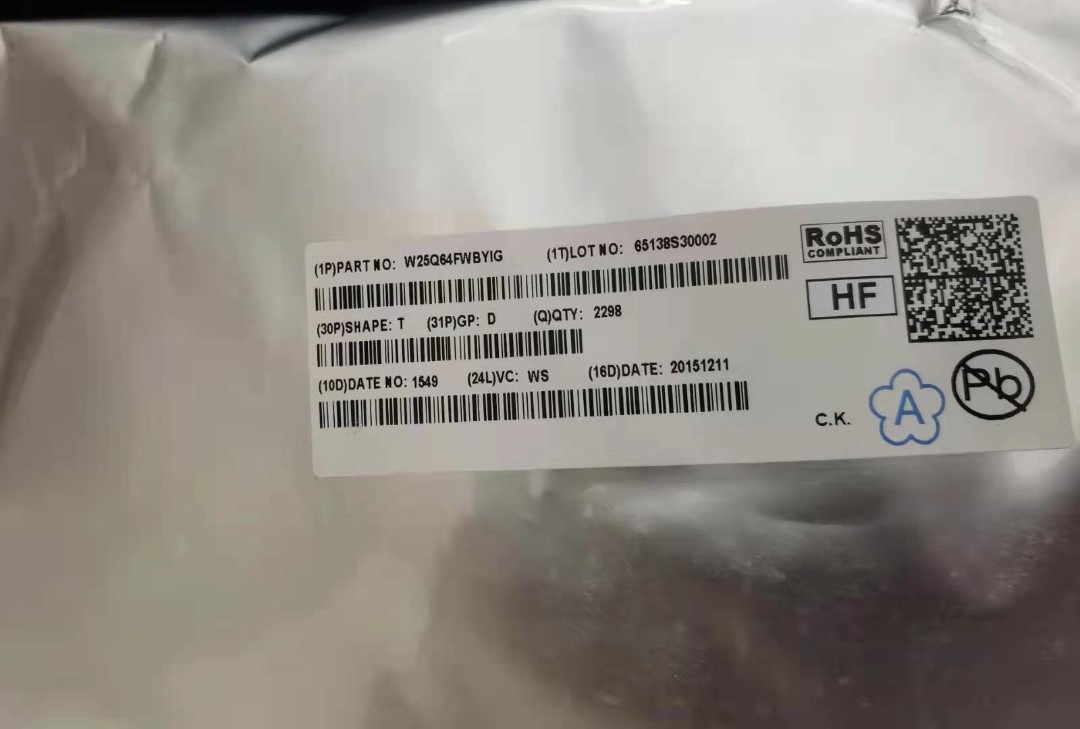 (1P)PART NO: W25Q64FWBYIG (1T)LOT NO: 65138S30002
(30P)SHAPE: T (31P)GP: D (Q)QTY: 2298
(10D)DATE NO: 1549 (24L)VC: WS (16D)DATE: 20151211
RoHS
COMPLIANT
HF
C.K.
A
Pb